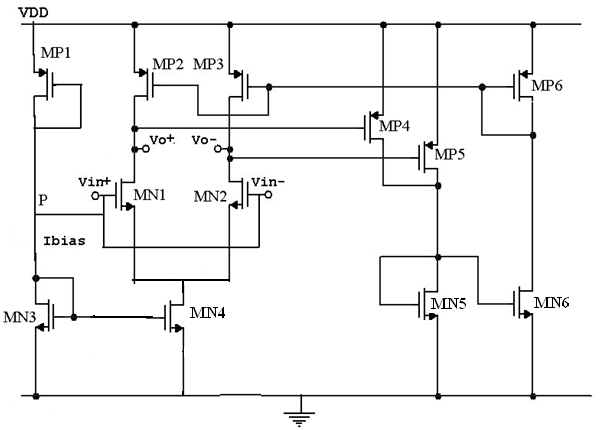 VDD
MP1
MP2
MP3
MP6
MP4
Vo+
Vo-
MP5
Vin+
Vin-
MN1
MN2
P
Ibias
MN3
MN4
MN5
MN6